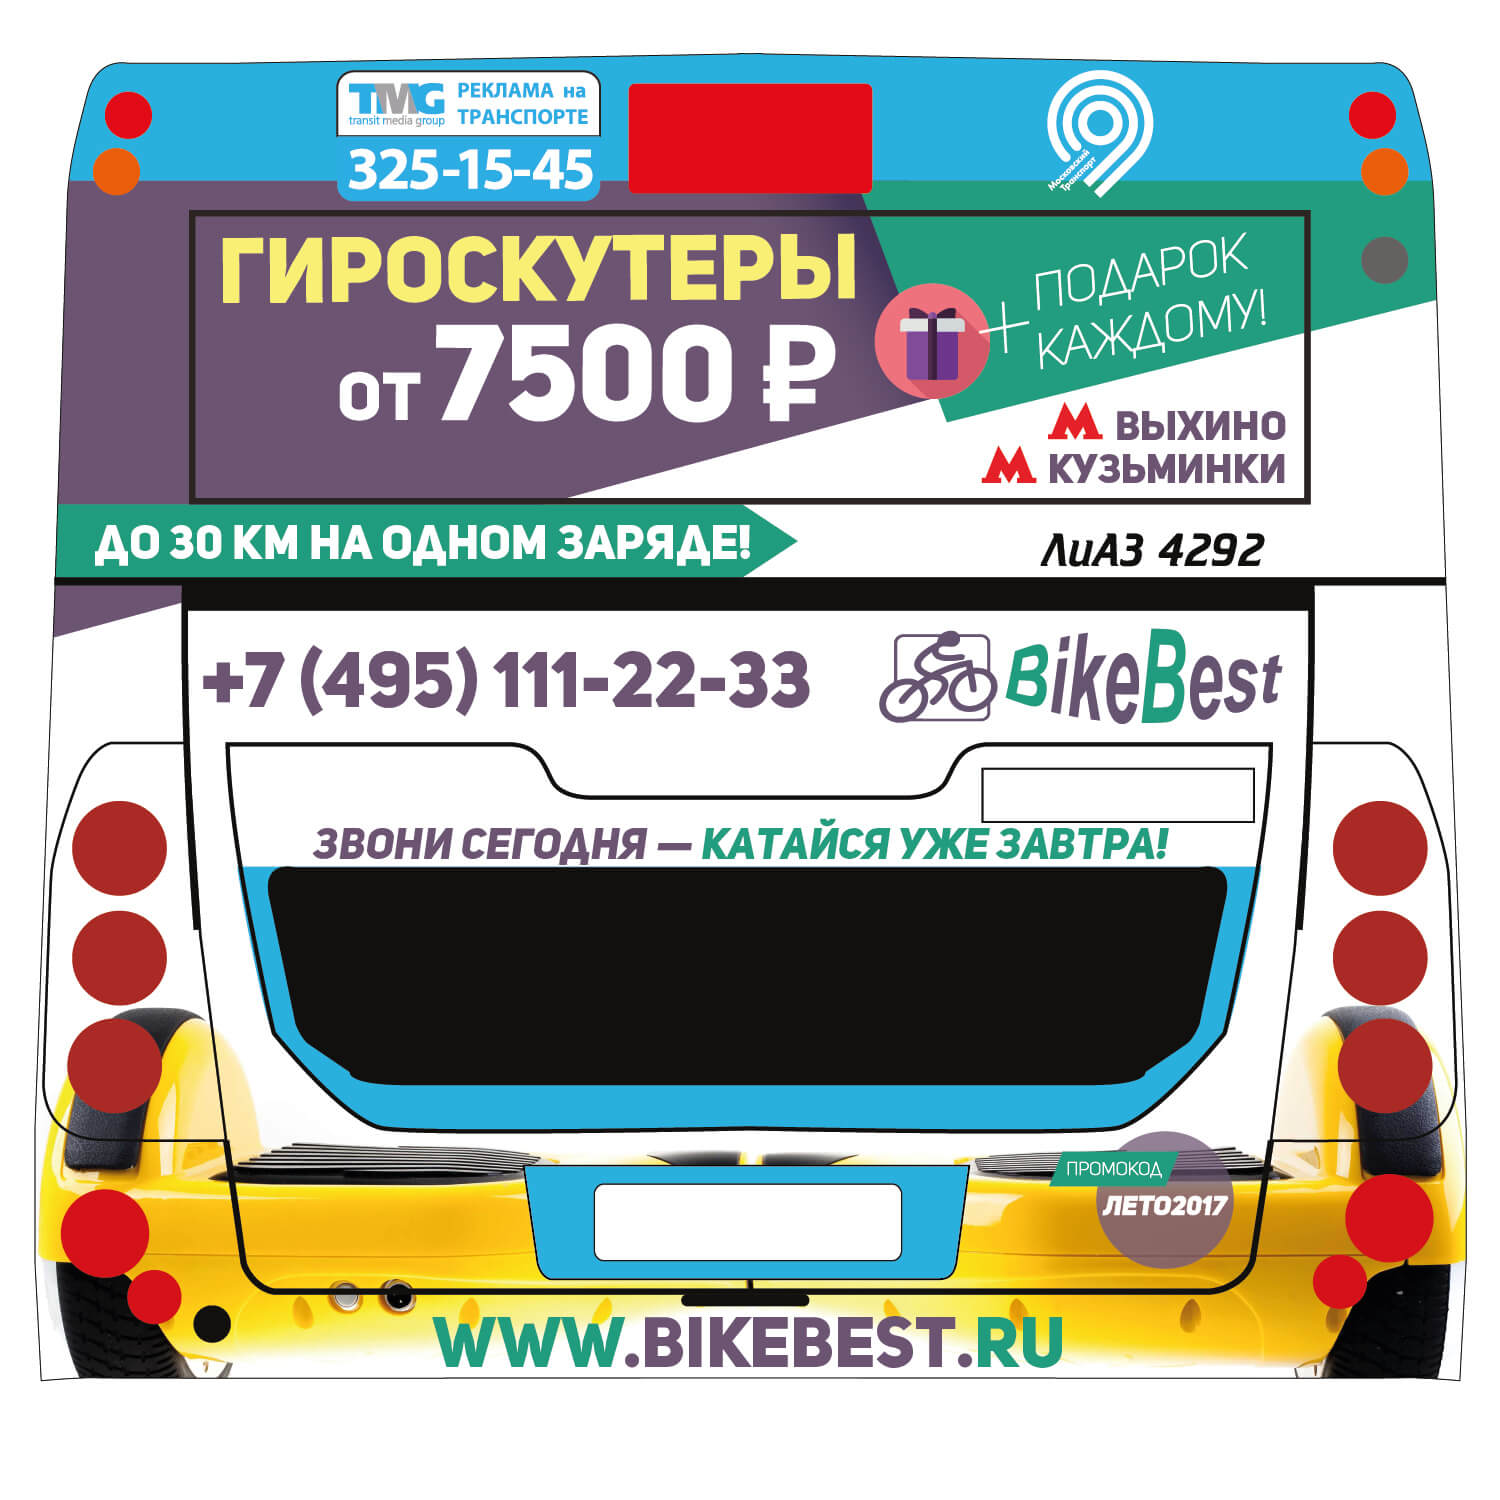 TMG
transit media group
РЕКЛАМА на
ТРАНСПОРТЕ
325-15-45
Московский
Транспорт
ГИРОСКУТЕРЫ
ОТ 7500 ₽
+ ПОДАРОК
КАЖДОМУ!
М ВЫХИНО
М КУЗЬМИНКИ
ДО 30 КМ НА ОДНОМ ЗАРЯДЕ!
ЛиАЗ 4292
+7 (495) 111-22-33
BikeBest
ЗВОНИ СЕГОДНЯ — КАТАЙСЯ УЖЕ ЗАВТРА!
ПРОМОКОД
ЛЕТО2017
WWW.BIKEBEST.RU